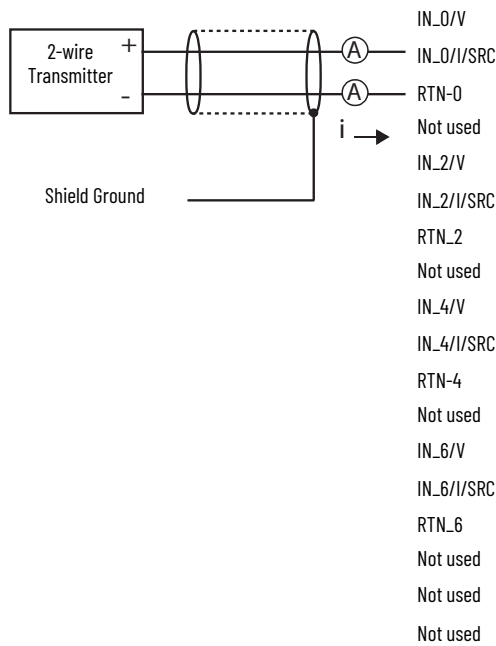 2-wire
Transmitter
+
-
A
A
i
Shield Ground
IN_0/V
IN_0/I/SRC
RTN-0
Not used
IN_2/V
IN_2/I/SRC
RTN_2
Not used
IN_4/V
IN_4/I/SRC
RTN-4
Not used
IN_6/V
IN_6/I/SRC
RTN_6
Not used
Not used
Not used